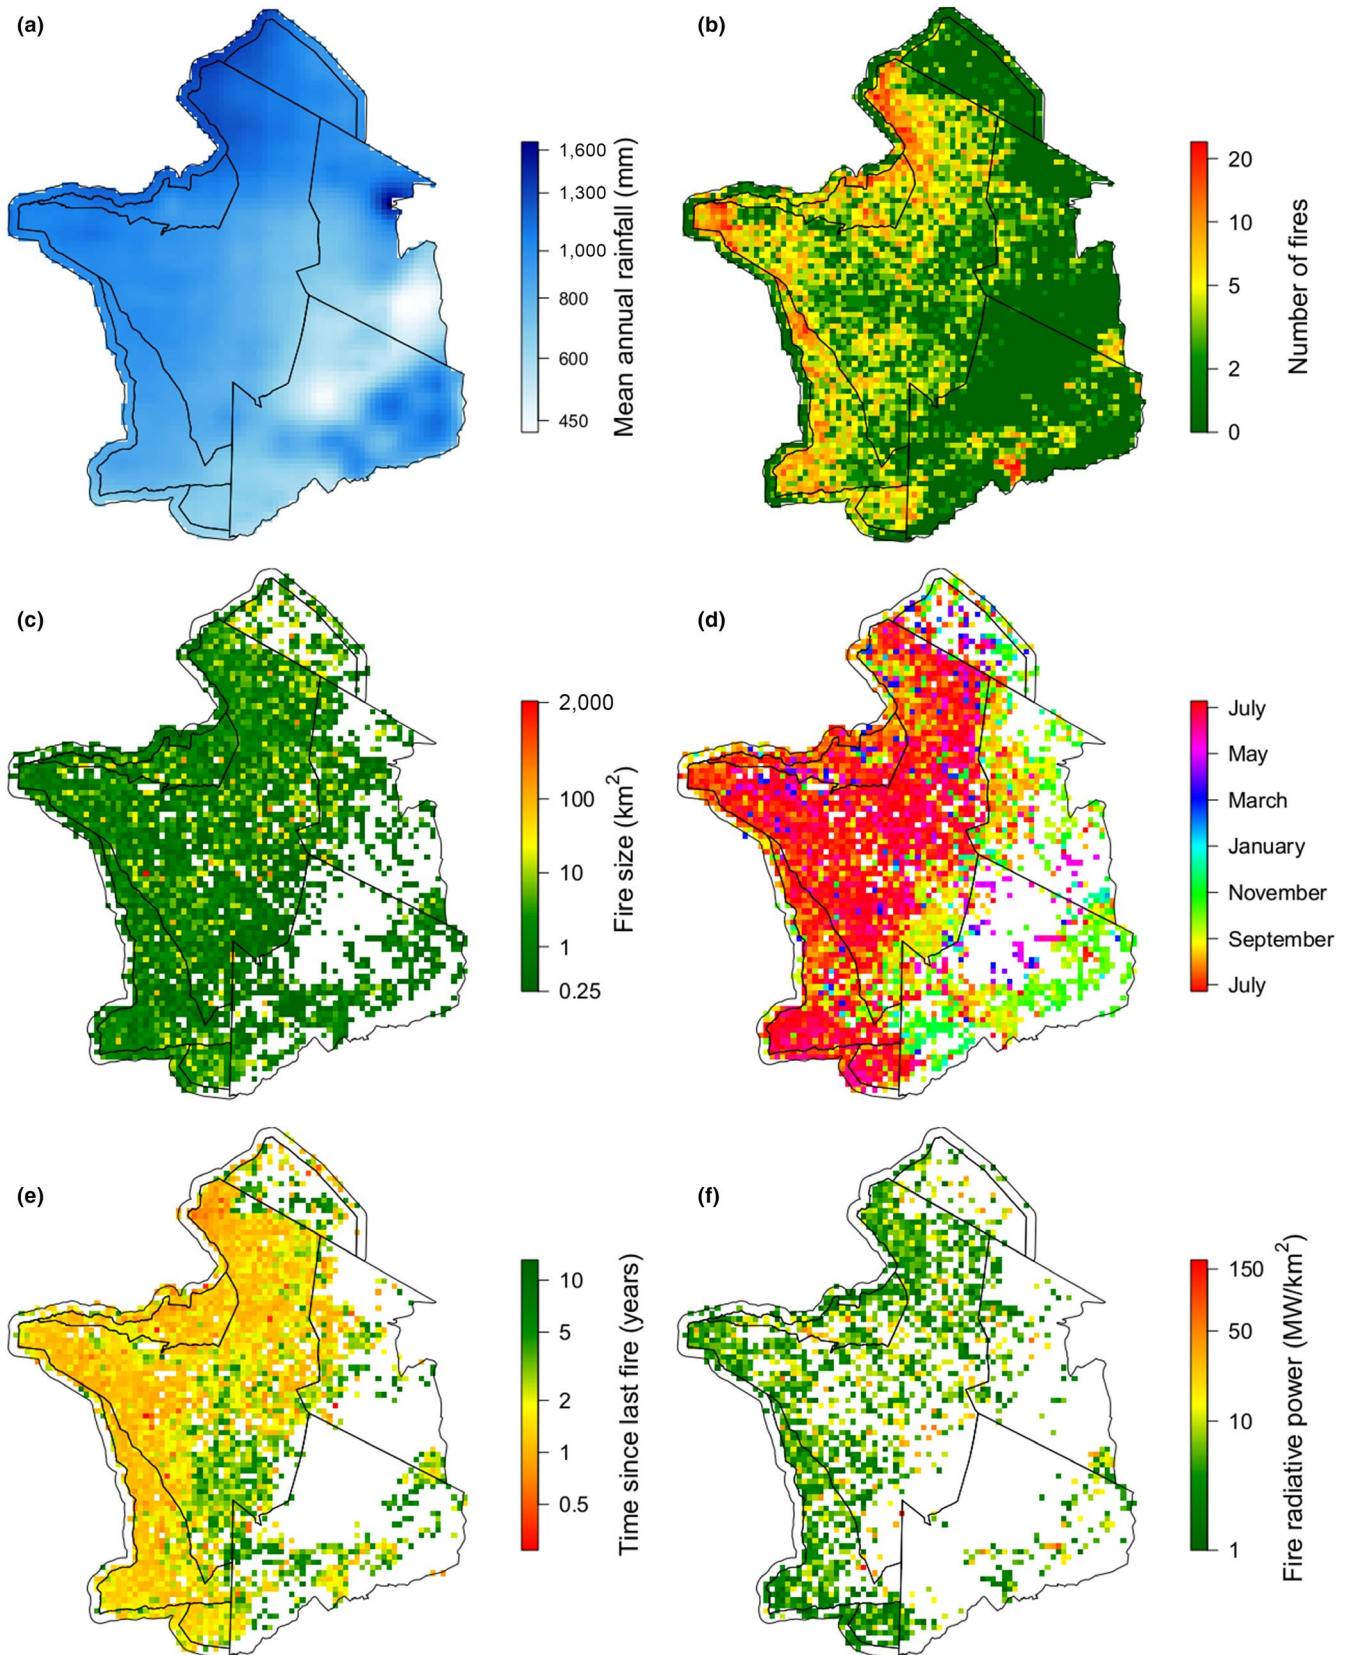 (a)
1,600
1,300
1,000
800
600
450
Mean annual rainfall (mm)
(b)
20
10
5
2
0
Number of fires
(c)
2,000
100
10
1
0.25
Fire size (km²)
(d)
July
May
March
January
November
September
July
(e)
10
5
2
1
0.5
Time since last fire (years)
(f)
150
50
10
1
Fire radiative power (MW/km²)